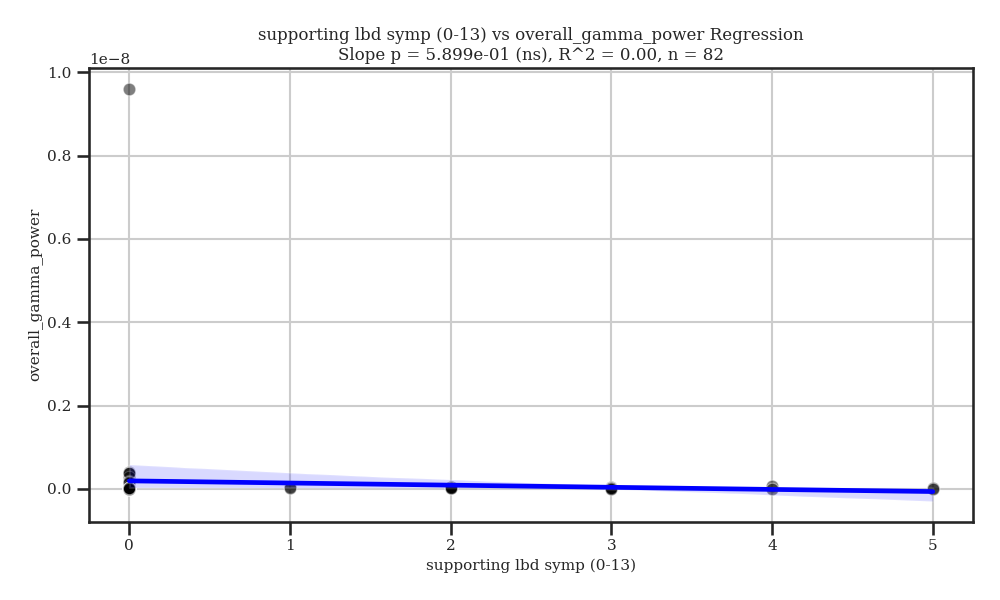 supporting lbd symp (0-13) vs overall_gamma_power Regression
Slope p = 5.899e-01 (ns), R^2 = 0.00, n = 82
1e−8
1.0
0.8
0.6
0.4
0.2
0.0
overall_gamma_power
0 1 2 3 4 5
supporting lbd symp (0-13)